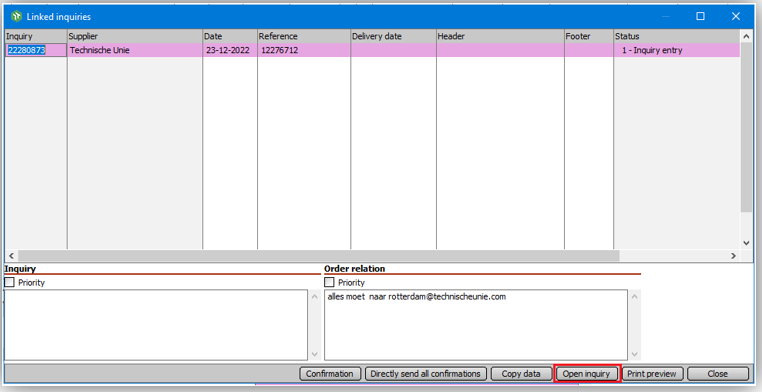 Linked inquiries
Inquiry Supplier Date Reference Delivery date Header Footer Status
22280873 Technische Unie 23-12-2022 12276712 1 - Inquiry entry
Inquiry Order relation
Priority Priority
alles moet naar rotterdam@technischeunie.com
Confirmation Directly send all confirmations Copy data Open inquiry Print preview Close